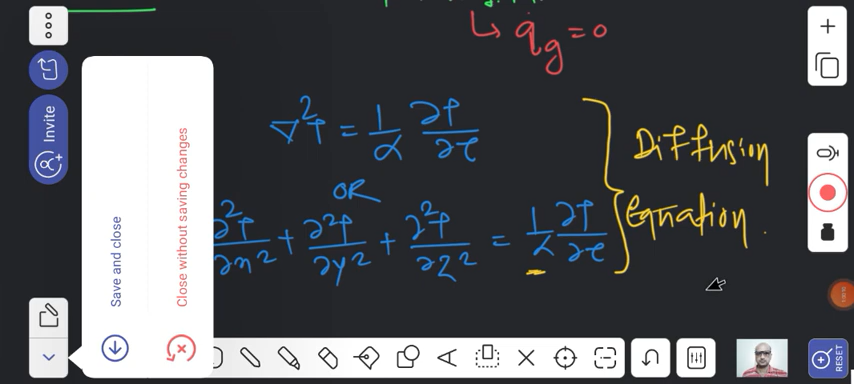 ↳ q_g = 0
∇²T = 1/α ∂T/∂τ
OR
∂²T/∂x² + ∂²T/∂y² + ∂²T/∂z² = 1/α ∂T/∂τ
Diffusion
Equation.
Invite
Save and close
Close without saving changes
RESET